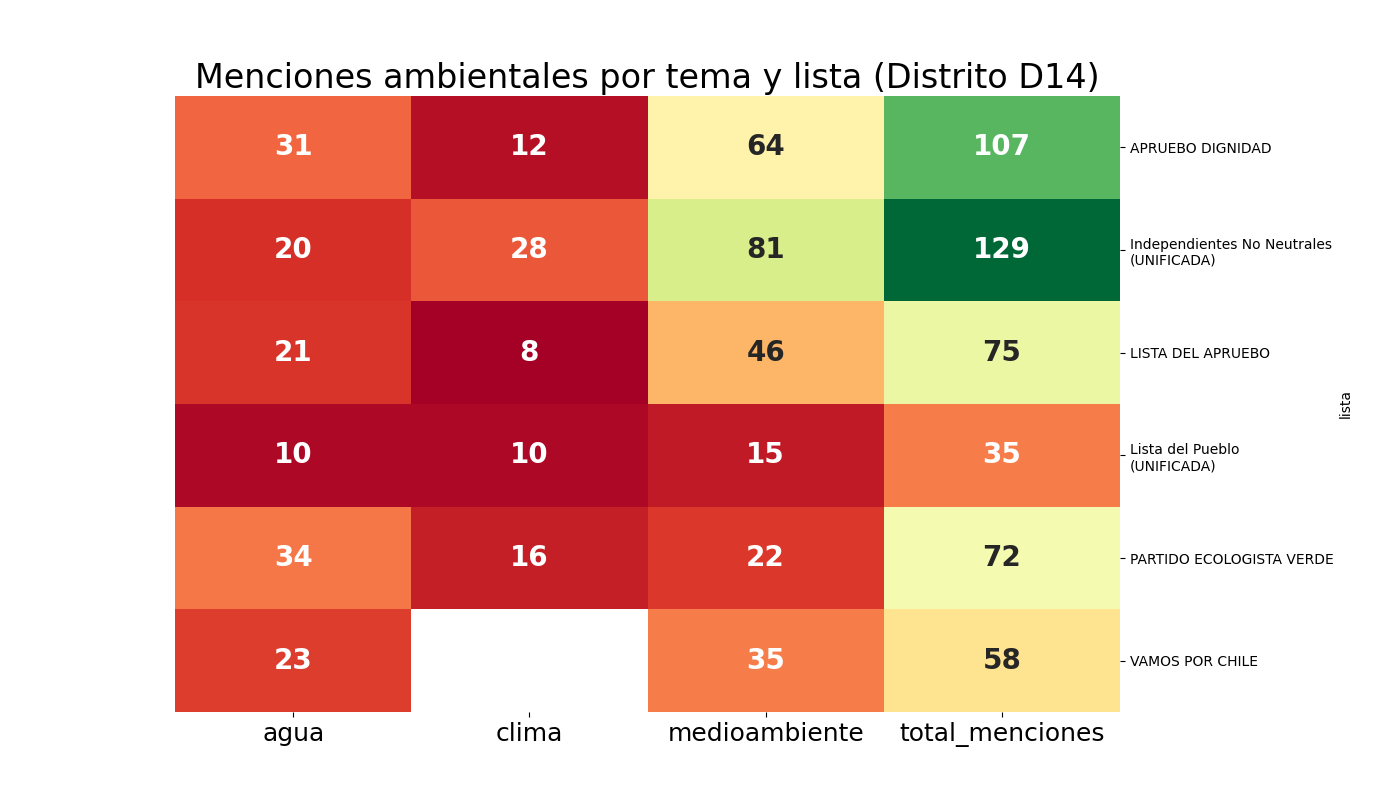 Menciones ambientales por tema y lista (Distrito D14)
31 12 64 107 APRUEBO DIGNIDAD
20 28 81 129 Independientes No Neutrales
(UNIFICADA)
21 8 46 75 LISTA DEL APRUEBO
lista
10 10 15 35 Lista del Pueblo
(UNIFICADA)
34 16 22 72 PARTIDO ECOLOGISTA VERDE
23 35 58 VAMOS POR CHILE
agua clima medioambiente total_menciones